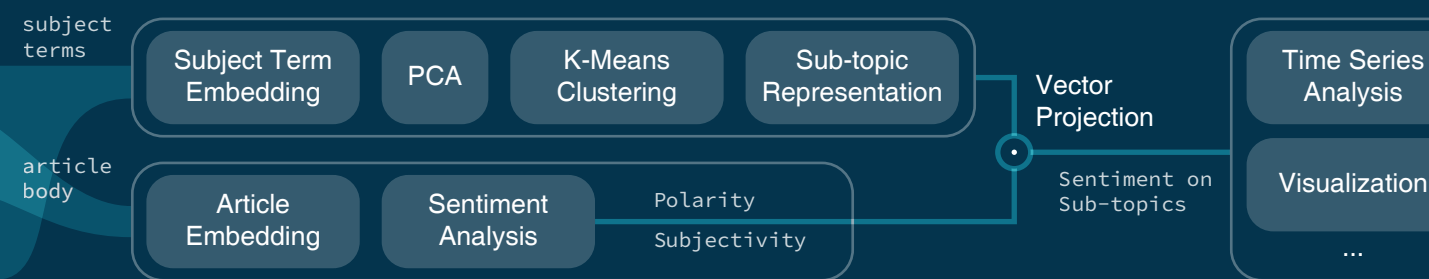 subject
terms
Subject Term
Embedding
PCA
K-Means
Clustering
Sub-topic
Representation
Vector
Projection
Time Series
Analysis
article
body
Article
Embedding
Sentiment
Analysis
Polarity
Subjectivity
Sentiment on
Sub-topics
Visualization
...